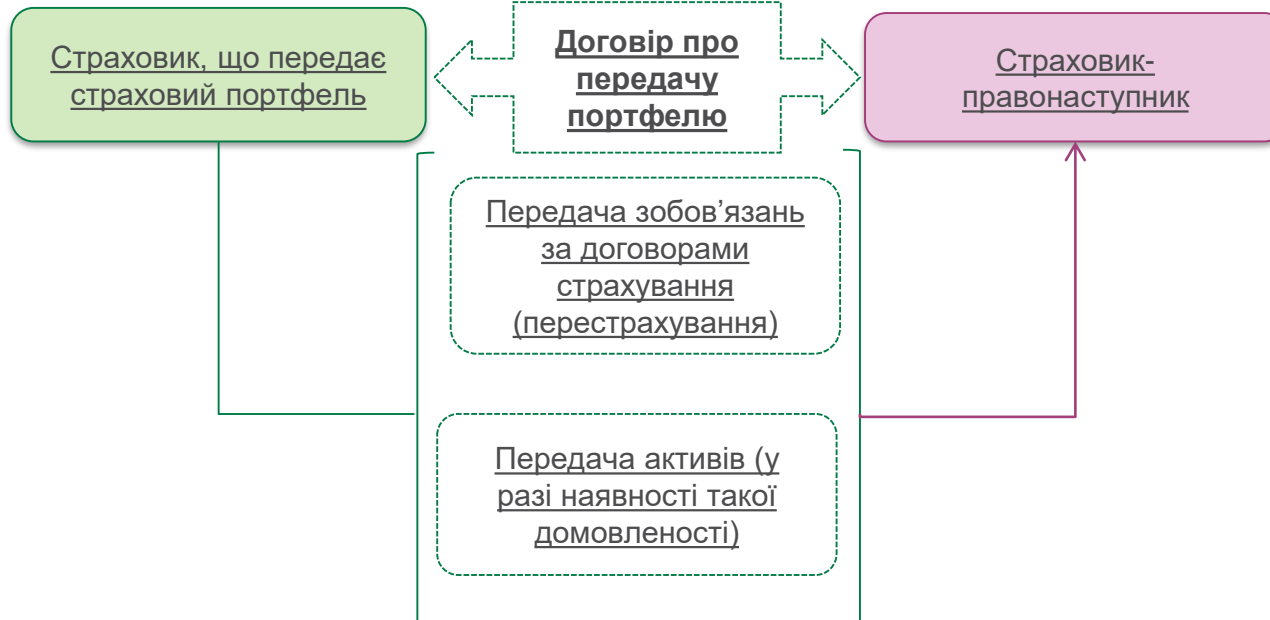 Страховик, що передає
страховий портфель
Договір про
передачу
портфелю
Страховик-
правонаступник
Передача зобов’язань
за договорами
страхування
(перестрахування)
Передача активів (у
разі наявності такої
домовленості)